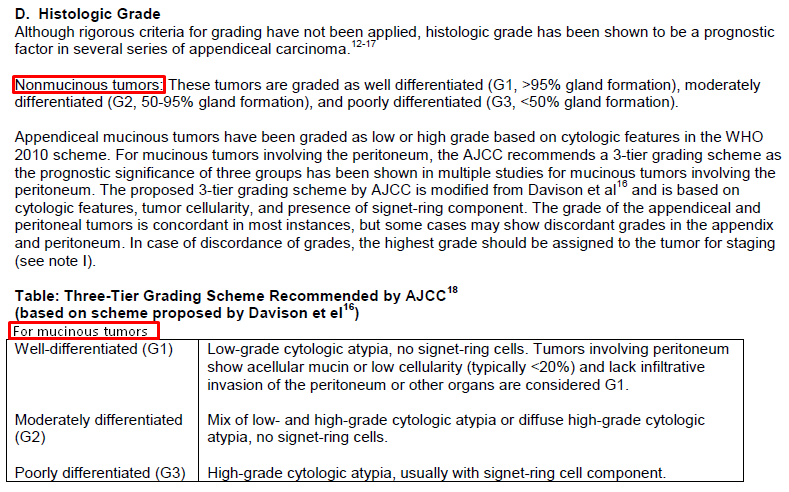 D. Histologic Grade
Although rigorous criteria for grading have not been applied, histologic grade has been shown to be a prognostic
factor in several series of appendiceal carcinoma.12-17
Nonmucinous tumors: These tumors are graded as well differentiated (G1, >95% gland formation), moderately
differentiated (G2, 50-95% gland formation), and poorly differentiated (G3, <50% gland formation).
Appendiceal mucinous tumors have been graded as low or high grade based on cytologic features in the WHO
2010 scheme. For mucinous tumors involving the peritoneum, the AJCC recommends a 3-tier grading scheme as
the prognostic significance of three groups has been shown in multiple studies for mucinous tumors involving the
peritoneum. The proposed 3-tier grading scheme by AJCC is modified from Davison et al16 and is based on
cytologic features, tumor cellularity, and presence of signet-ring component. The grade of the appendiceal and
peritoneal tumors is concordant in most instances, but some cases may show discordant grades in the appendix
and peritoneum. In case of discordance of grades, the highest grade should be assigned to the tumor for staging
(see note I).
Table: Three-Tier Grading Scheme Recommended by AJCC18
(based on scheme proposed by Davison et el16)
For mucinous tumors
Well-differentiated (G1) Low-grade cytologic atypia, no signet-ring cells. Tumors involving peritoneum
show acellular mucin or low cellularity (typically <20%) and lack infiltrative
invasion of the peritoneum or other organs are considered G1.
Moderately differentiated Mix of low- and high-grade cytologic atypia or diffuse high-grade cytologic
(G2) atypia, no signet-ring cells.
Poorly differentiated (G3) High-grade cytologic atypia, usually with signet-ring cell component.